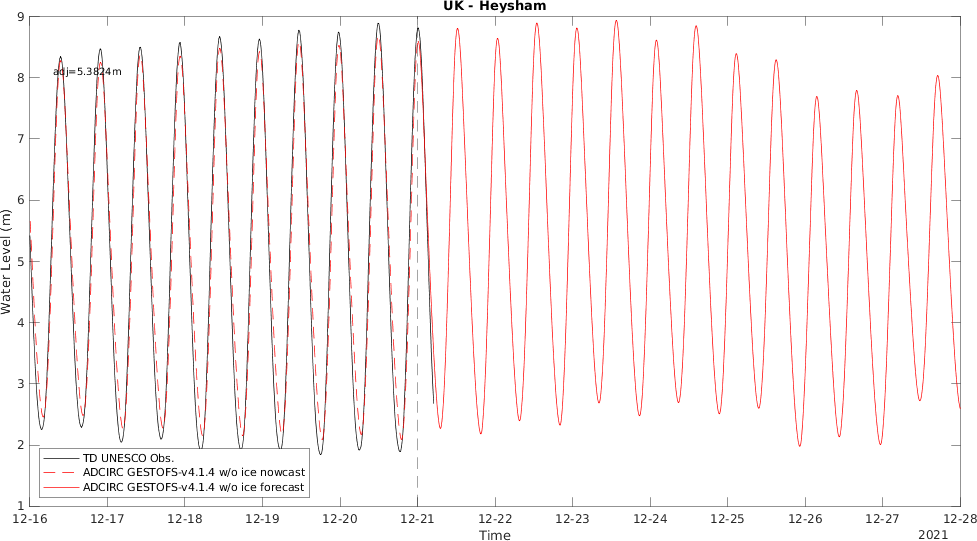 UK - Heysham
9
8
7
6
5
4
3
2
1
Water Level (m)
adj=5.3824m
TD UNESCO Obs.
ADCIRC GESTOFS-v4.1.4 w/o ice nowcast
ADCIRC GESTOFS-v4.1.4 w/o ice forecast
12-16 12-17 12-18 12-19 12-20 12-21 12-22 12-23 12-24 12-25 12-26 12-27 12-28
Time
2021